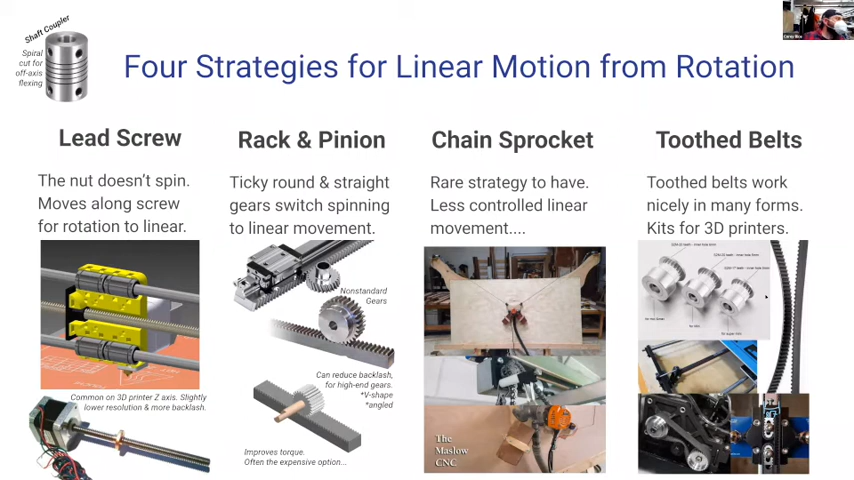 Shaft Coupler
Spiral
cut for
off-axis
flexing
Four Strategies for Linear Motion from Rotation
Lead Screw
The nut doesn't spin.
Moves along screw
for rotation to linear.
Common on 3D printer Z axis. Slightly
lower resolution & more backlash.
Rack & Pinion
Ticky round & straight
gears switch spinning
to linear movement.
Nonstandard
Gears
Can reduce backlash,
for high-end gears.
*V-shape
*angled
Improves torque.
Often the expensive option...
Chain Sprocket
Rare strategy to have.
Less controlled linear
movement....
The
Maslow
CNC
Toothed Belts
Toothed belts work
nicely in many forms.
Kits for 3D printers.